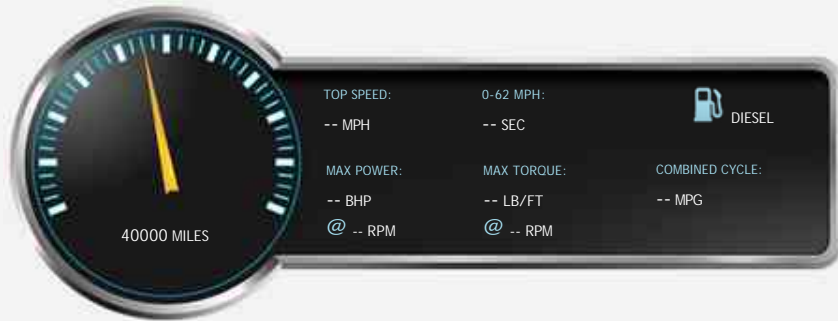 TOP SPEED:
-- MPH
0-62 MPH:
-- SEC
DIESEL
MAX POWER:
-- BHP
@ -- RPM
MAX TORQUE:
-- LB/FT
@ -- RPM
COMBINED CYCLE:
-- MPG
40000 MILES